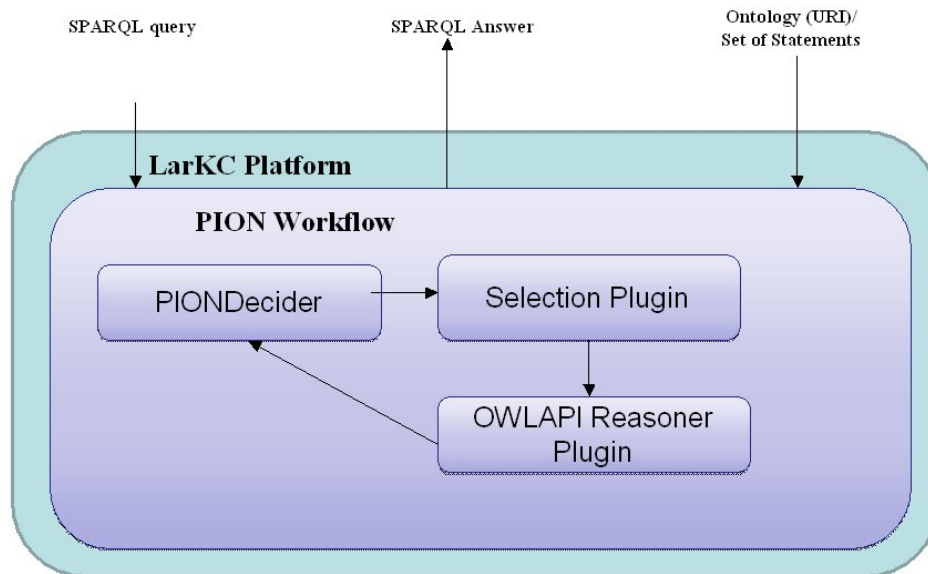 SPARQL query
SPARQL Answer
Ontology (URI)/
Set of Statements
LarKC Platform
PION Workflow
PIONDecider
Selection Plugin
OWLAPI Reasoner
Plugin